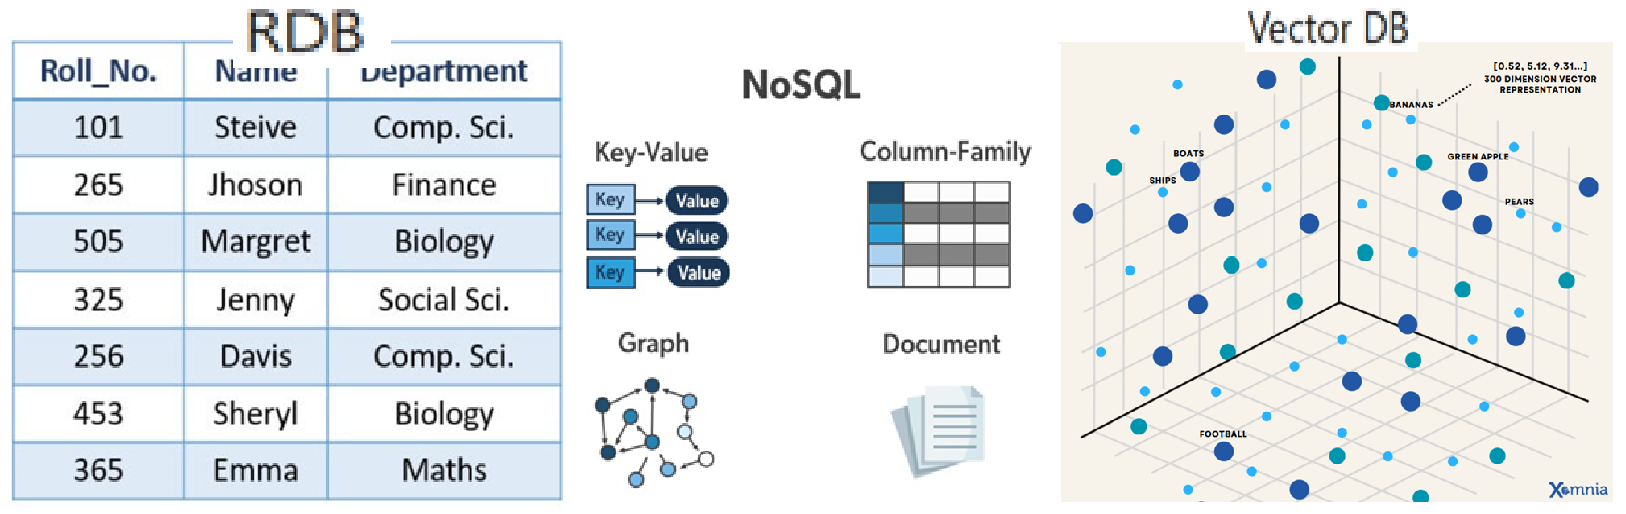 RDB
Roll_No. Name Department
101 Steive Comp. Sci.
265 Jhoson Finance
505 Margret Biology
325 Jenny Social Sci.
256 Davis Comp. Sci.
453 Sheryl Biology
365 Emma Maths
NoSQL
Key-Value
Key Value
Key Value
Key Value
Column-Family
Graph
Document
Vector DB
[0.52, 5.12, 9.31...]
300 DIMENSION VECTOR
REPRESENTATION
BANANAS
BOATS
SHIPS
GREEN APPLE
PEARS
FOOTBALL
Xomnia